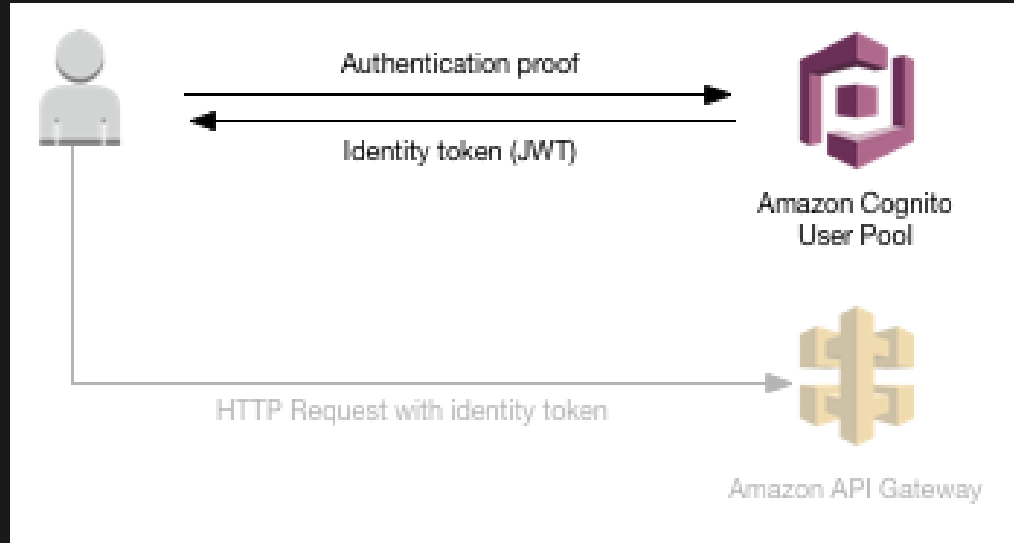 Authentication proof
Identity token (JWT)
Amazon Cognito
User Pool
HTTP Request with identity token
Amazon API Gateway